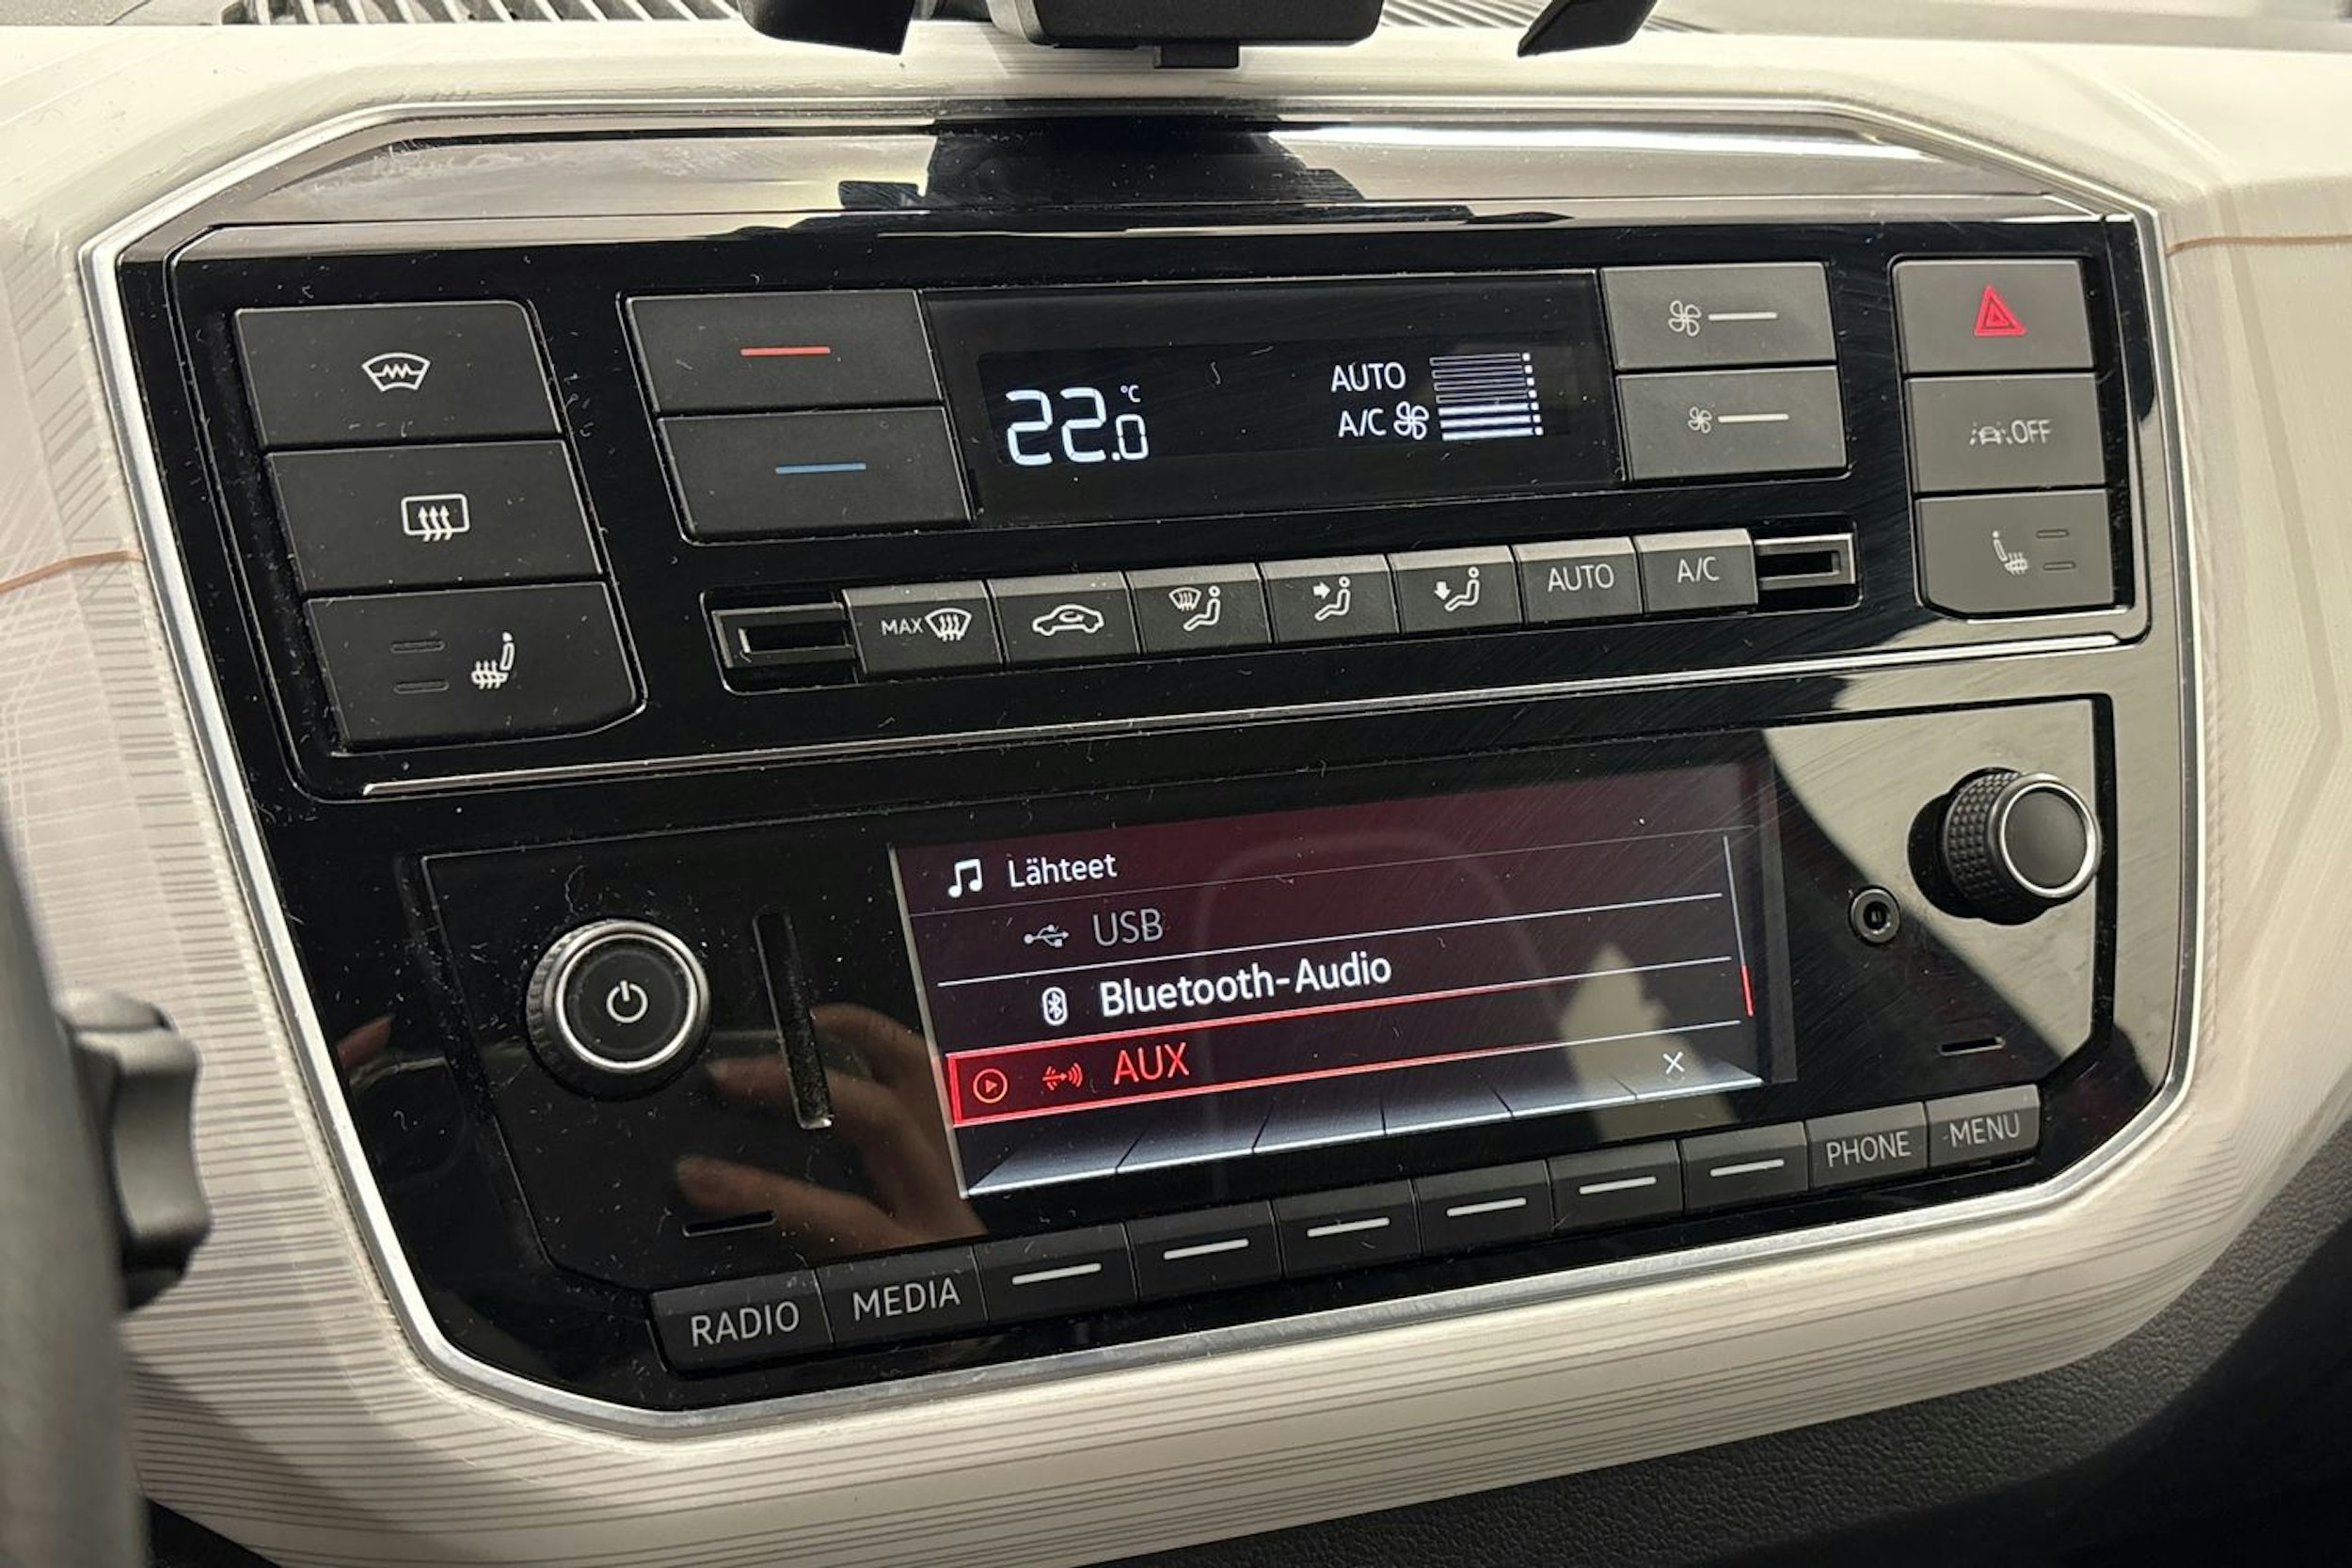 22.0 °C
AUTO
A/C
OFF
MAX
AUTO
A/C
Lähteet
USB
Bluetooth-Audio
AUX
RADIO
MEDIA
PHONE
MENU